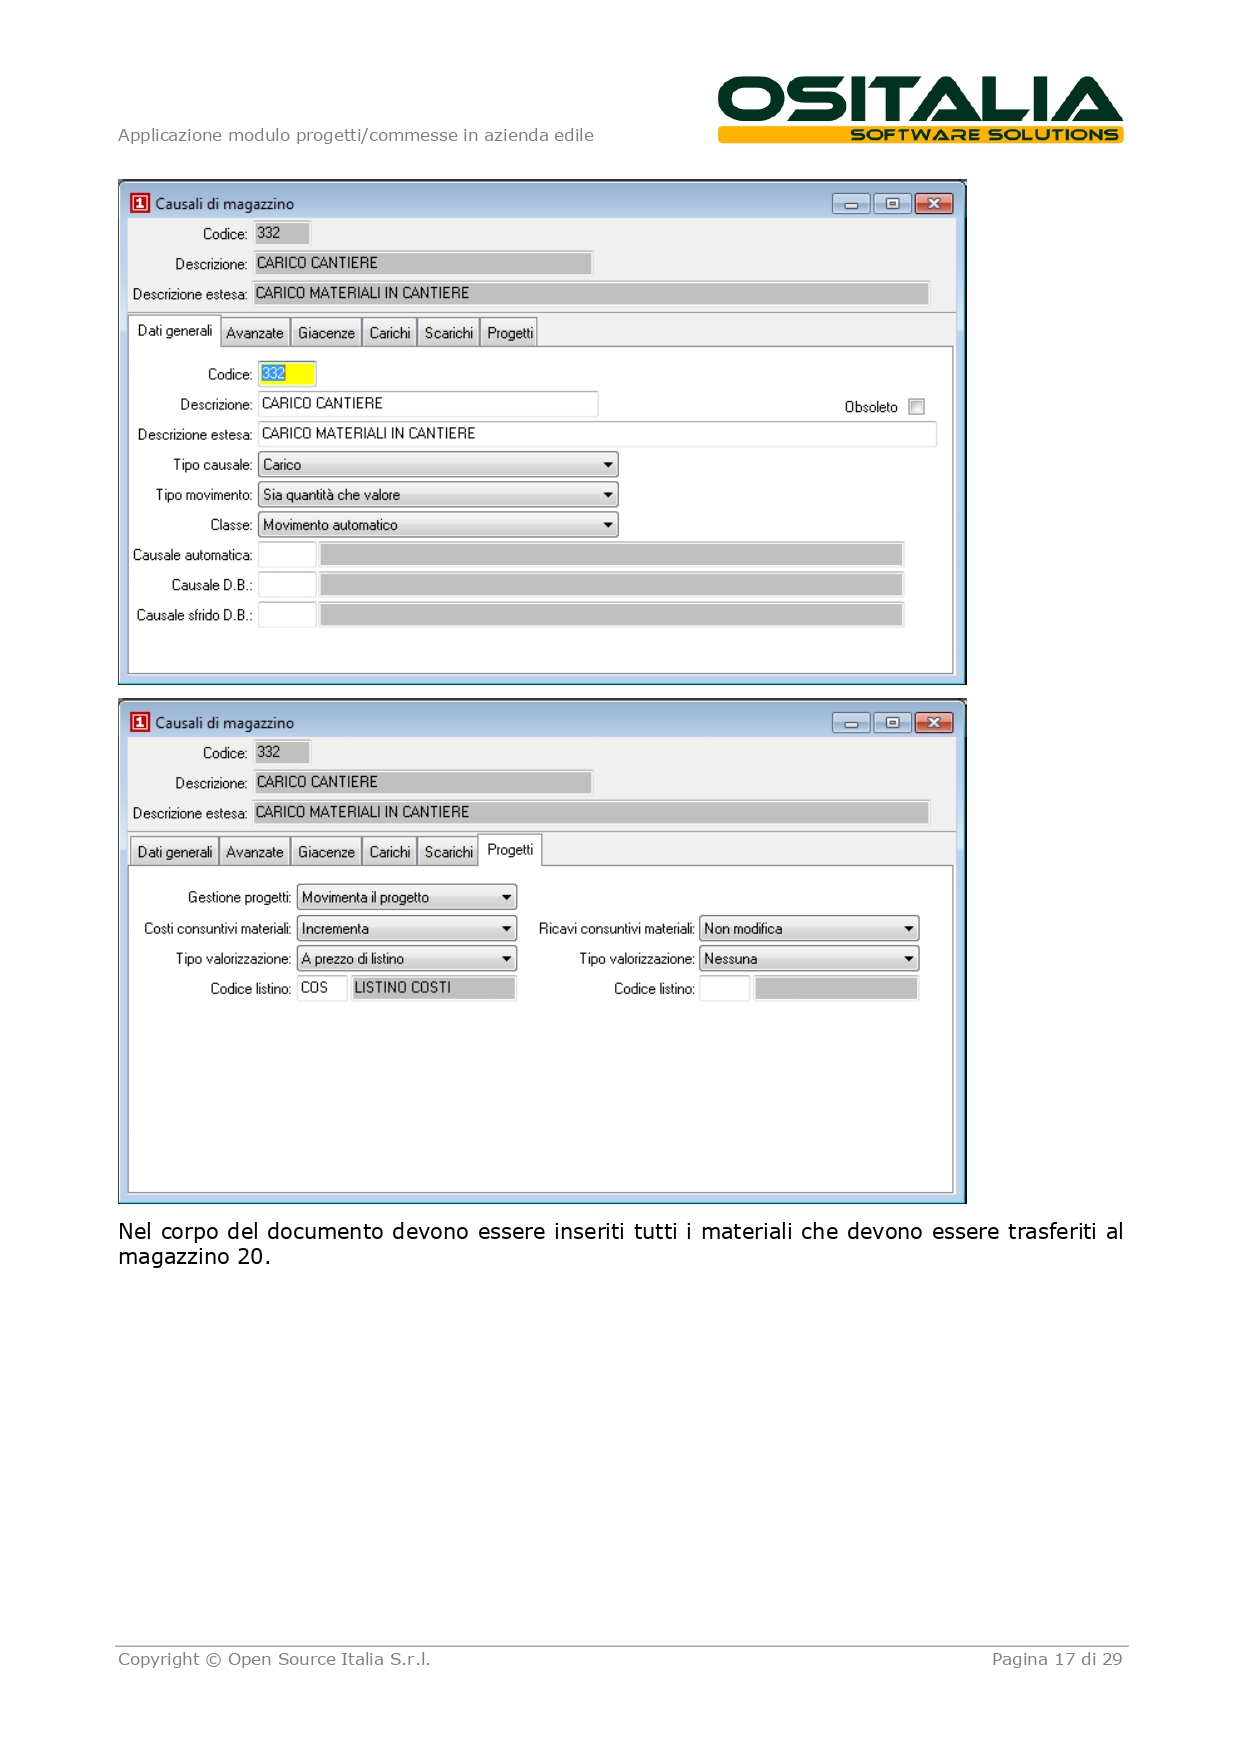 OSITALIA
Applicazione modulo progetti/commesse in azienda edile
SOFTWARE SOLUTIONS
1 Causali di magazzino
Codice: 332
Descrizione: CARICO CANTIERE
Descrizione estesa: CARICO MATERIALI IN CANTIERE
Dati generali Avanzate Giacenze Carichi Scarichi Progetti
Codice: 332
Descrizione: CARICO CANTIERE Obsoleto
Descrizione estesa: CARICO MATERIALI IN CANTIERE
Tipo causale: Carico
Tipo movimento: Sia quantità che valore
Classe: Movimento automatico
Causale automatica:
Causale D.B.:
Causale sfrido D.B.:
1 Causali di magazzino
Codice: 332
Descrizione: CARICO CANTIERE
Descrizione estesa: CARICO MATERIALI IN CANTIERE
Dati generali Avanzate Giacenze Carichi Scarichi Progetti
Gestione progetti: Movimenta il progetto
Costi consuntivi materiali: Incrementa Ricavi consuntivi materiali: Non modifica
Tipo valorizzazione: A prezzo di listino Tipo valorizzazione: Nessuna
Codice listino: COS LISTINO COSTI Codice listino:
Nel corpo del documento devono essere inseriti tutti i materiali che devono essere trasferiti al
magazzino 20.
Copyright © Open Source Italia S.r.l. Pagina 17 di 29